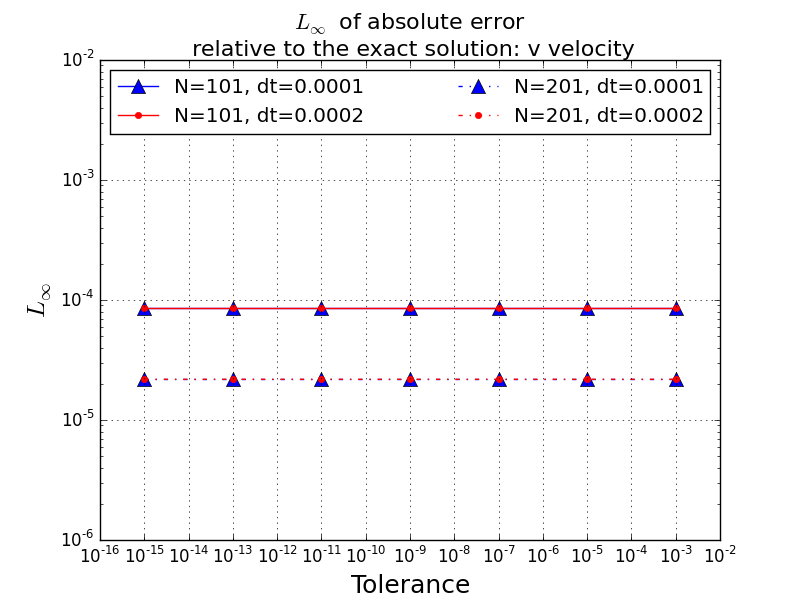 L∞ of absolute error
relative to the exact solution: v velocity
N=101, dt=0.0001
N=101, dt=0.0002
N=201, dt=0.0001
N=201, dt=0.0002
L∞
10^-2
10^-3
10^-4
10^-5
10^-6
10^-16 10^-15 10^-14 10^-13 10^-12 10^-11 10^-10 10^-9 10^-8 10^-7 10^-6 10^-5 10^-4 10^-3 10^-2
Tolerance